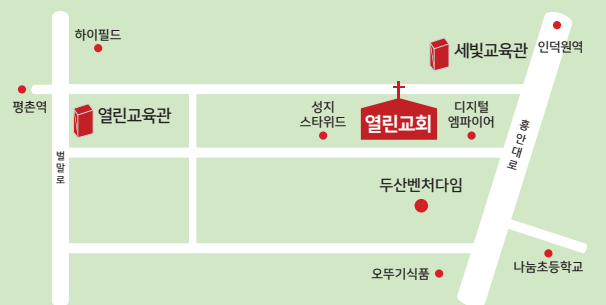 하이필드
세빛교육관
인덕원역
평촌역
열린교육관
성지
스타위드
열린교회
디지털
엠파이어
흥안대로
벌말로
두산벤처다임
오뚜기식품
나눔초등학교